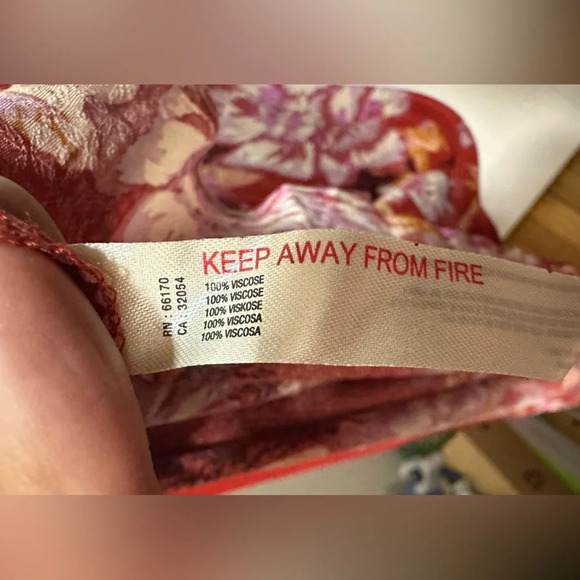 KEEP AWAY FROM FIRE
RN : 66170
CA : 32054
100% VISCOSE
100% VISCOSE
100% VISKOSE
100% VISCOSA
100% VISCOSA